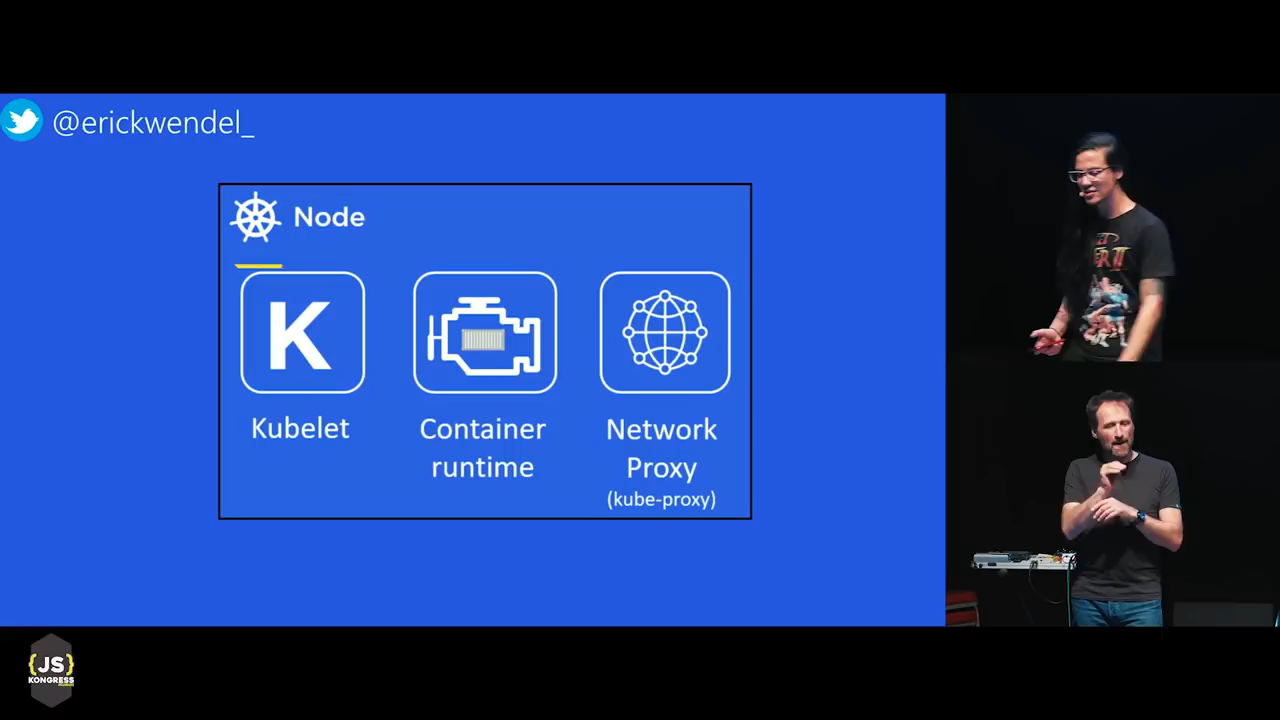 @erickwendel_
Node
K
Kubelet
Container
runtime
Network
Proxy
(kube-proxy)
{JS}
KONGRESS